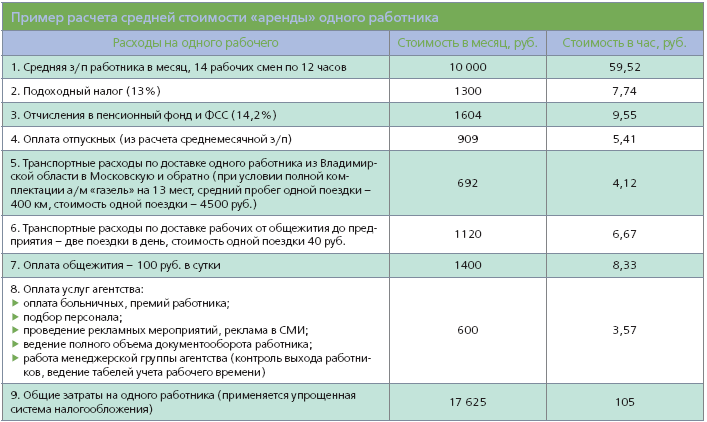 Пример расчета средней стоимости «аренды» одного работника
Расходы на одного рабочего Стоимость в месяц, руб. Стоимость в час, руб.
1. Средняя з/п работника в месяц, 14 рабочих смен по 12 часов 10 000 59,52
2. Подоходный налог (13%) 1300 7,74
3. Отчисления в пенсионный фонд и ФСС (14,2%) 1604 9,55
4. Оплата отпускных (из расчета среднемесячной з/п) 909 5,41
5. Транспортные расходы по доставке одного работника из Владимир-
ской области в Московскую и обратно (при условии полной ком-
плектации а/м «газель» на 13 мест, средний пробег одной поездки –
400 км, стоимость одной поездки – 4500 руб.) 692 4,12
6. Транспортные расходы по доставке рабочих от общежития до пред-
приятия – две поездки в день, стоимость одной поездки 40 руб. 1120 6,67
7. Оплата общежития – 100 руб. в сутки 1400 8,33
8. Оплата услуг агентства:
▶ оплата больничных, премий работника;
▶ подбор персонала;
▶ проведение рекламных мероприятий, реклама в СМИ;
▶ ведение полного объема документооборота работника;
▶ работа менеджерской группы агентства (контроль выхода работни-
ков, ведение табелей учета рабочего времени) 600 3,57
9. Общие затраты на одного работника (применяется упрощенная
система налогообложения) 17 625 105